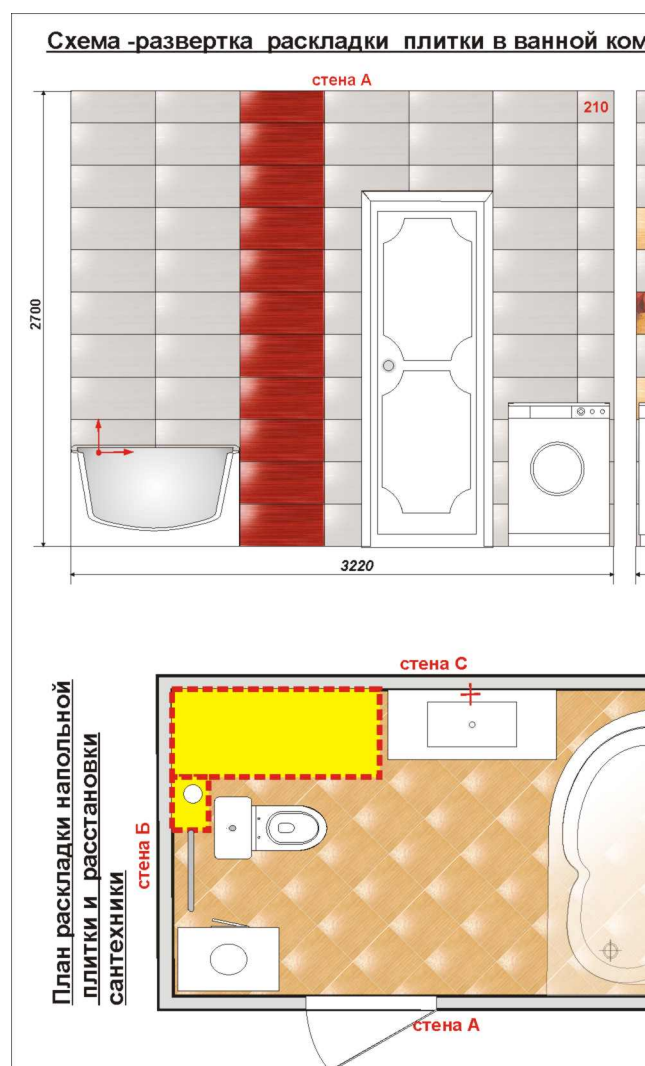 Схема -развертка раскладки плитки в ванной ком
стена А
210
2700
3220
План раскладки напольной
плитки и расстановки
сантехники
стена С
стена Б
стена А